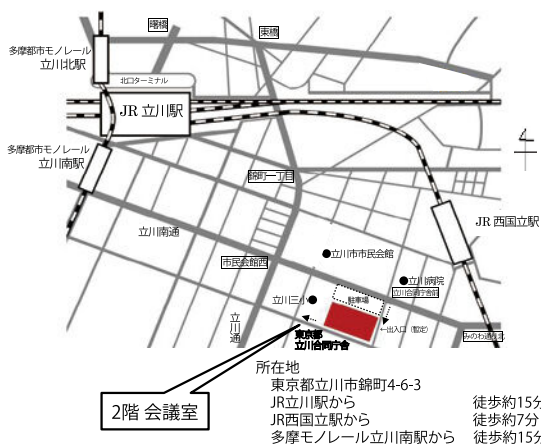 曙橋
東橋
多摩都市モノレール
立川北駅
北口ターミナル
JR 立川駅
多摩都市モノレール
立川南駅
錦町一丁目
JR 西国立駅
立川南通
市民会館西
立川市市民会館
立川病院
立川合同庁舎前
駐車場
立川三小
立川通
←出入口(暫定)
みのわ通り北
東京都
立川合同庁舎
2階 会議室
所在地
東京都立川市錦町4-6-3
JR立川駅から 徒歩約15分
JR西国立駅から 徒歩約7分
多摩モノレール立川南駅から 徒歩約15分